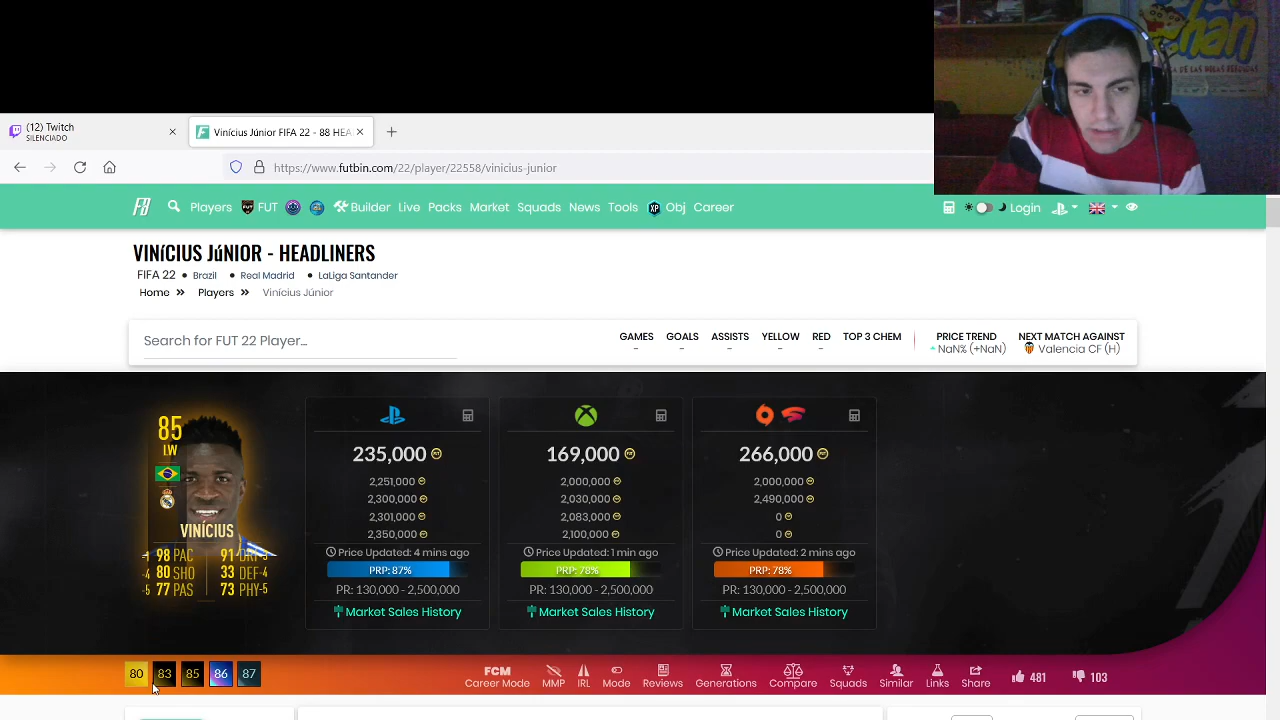 (12) Twitch
SILENCIADO
Vinícius Júnior FIFA 22 - 88 HEA
https://www.futbin.com/22/player/22558/vinicius-junior
Players FUT Builder Live Packs Market Squads News Tools XP Obj Career Login
VINíCIUS JúNIOR - HEADLINERS
FIFA 22 • Brazil • Real Madrid • LaLiga Santander
Home » Players » Vinícius Júnior
Search for FUT 22 Player...
GAMES GOALS ASSISTS YELLOW RED TOP 3 CHEM PRICE TREND NEXT MATCH AGAINST
- - - - - NaN% (+NaN) Valencia CF (H)
85
LW
VINÍCIUS
-1 98 PAC 91
-4 80 SHO 33 DEF -4
-5 77 PAS 73 PHY -5
235,000
2,251,000
2,300,000
2,301,000
2,350,000
Price Updated: 4 mins ago
PRP: 87%
PR: 130,000 - 2,500,000
Market Sales History
169,000
2,000,000
2,030,000
2,083,000
2,100,000
Price Updated: 1 min ago
PRP: 78%
PR: 130,000 - 2,500,000
Market Sales History
266,000
2,000,000
2,490,000
0
0
Price Updated: 2 mins ago
PRP: 78%
PR: 130,000 - 2,500,000
Market Sales History
80 83 85 86 87
FCM
Career Mode MMP IRL Mode Reviews Generations Compare Squads Similar Links Share 481 103